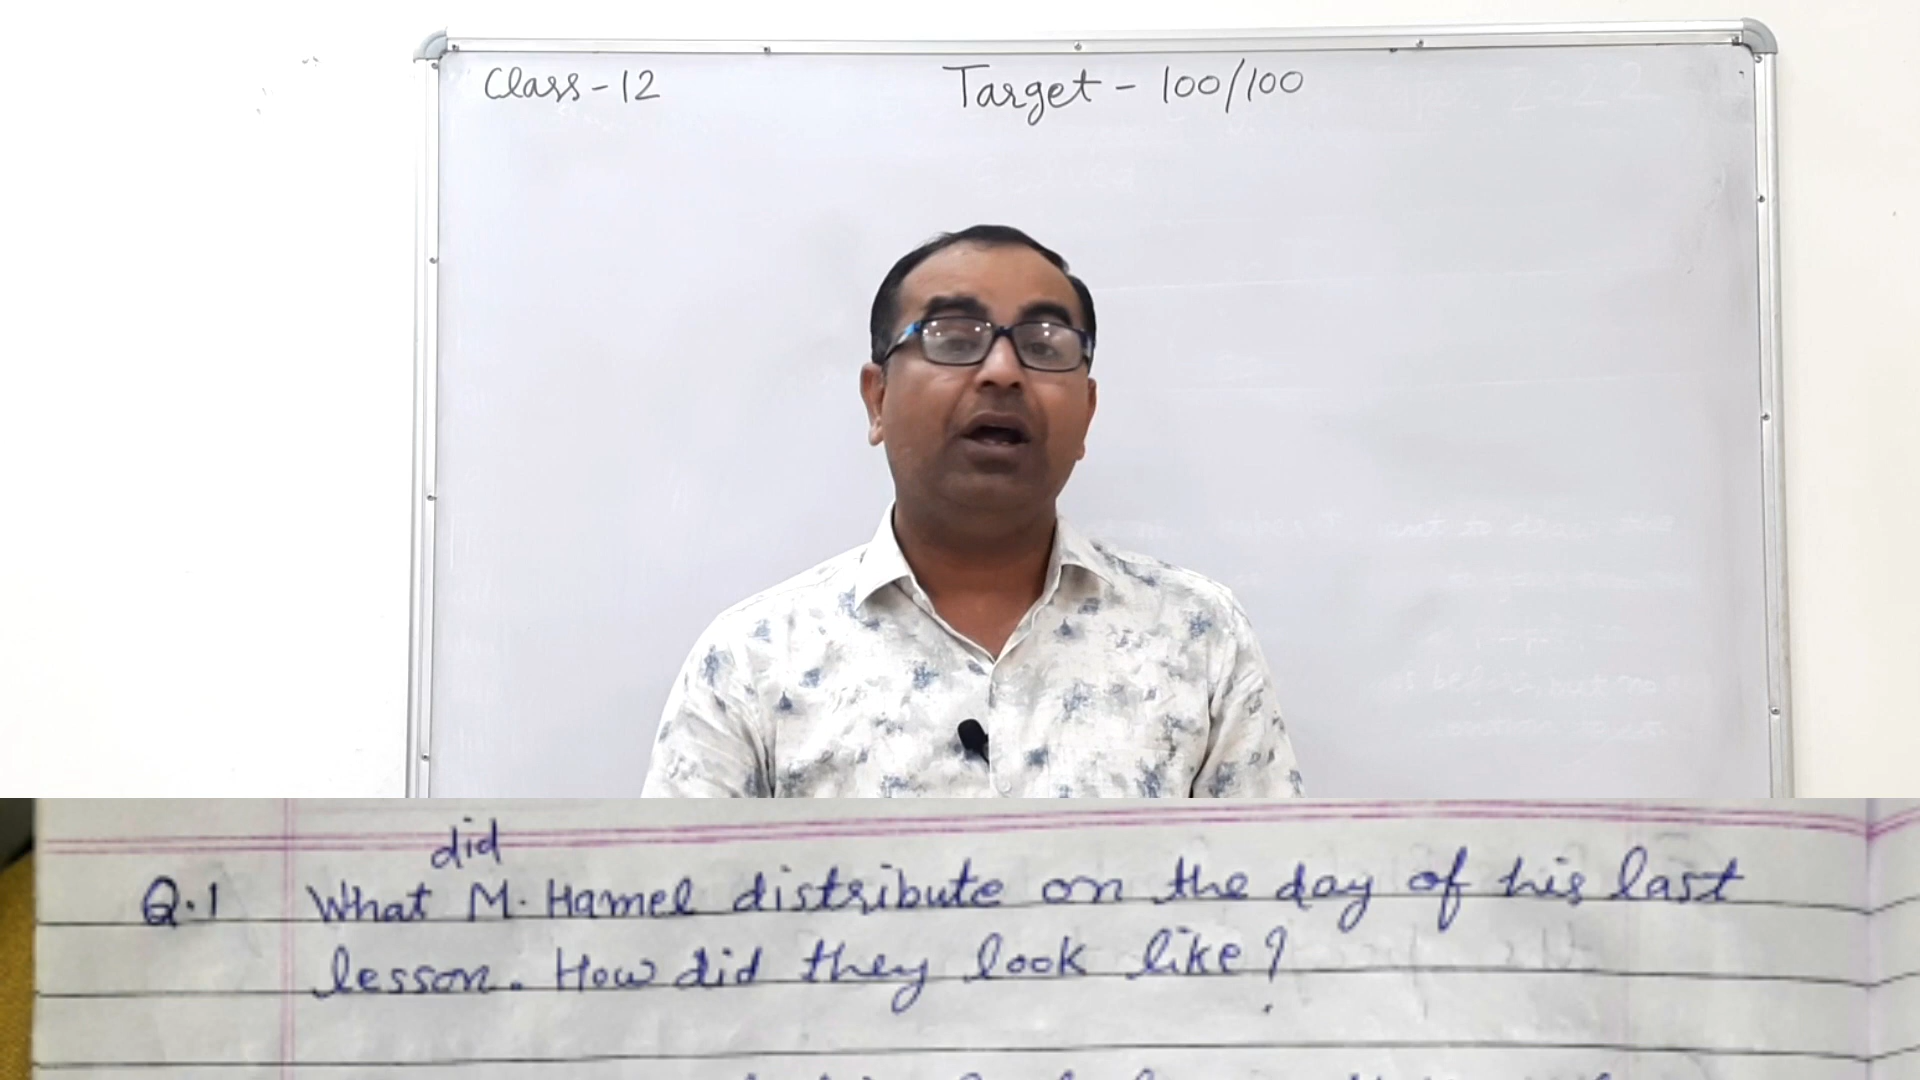 Class-12
Target - 100/100
did
Q.1 What M. Hamel distribute on the day of his last
lesson. How did they look like?